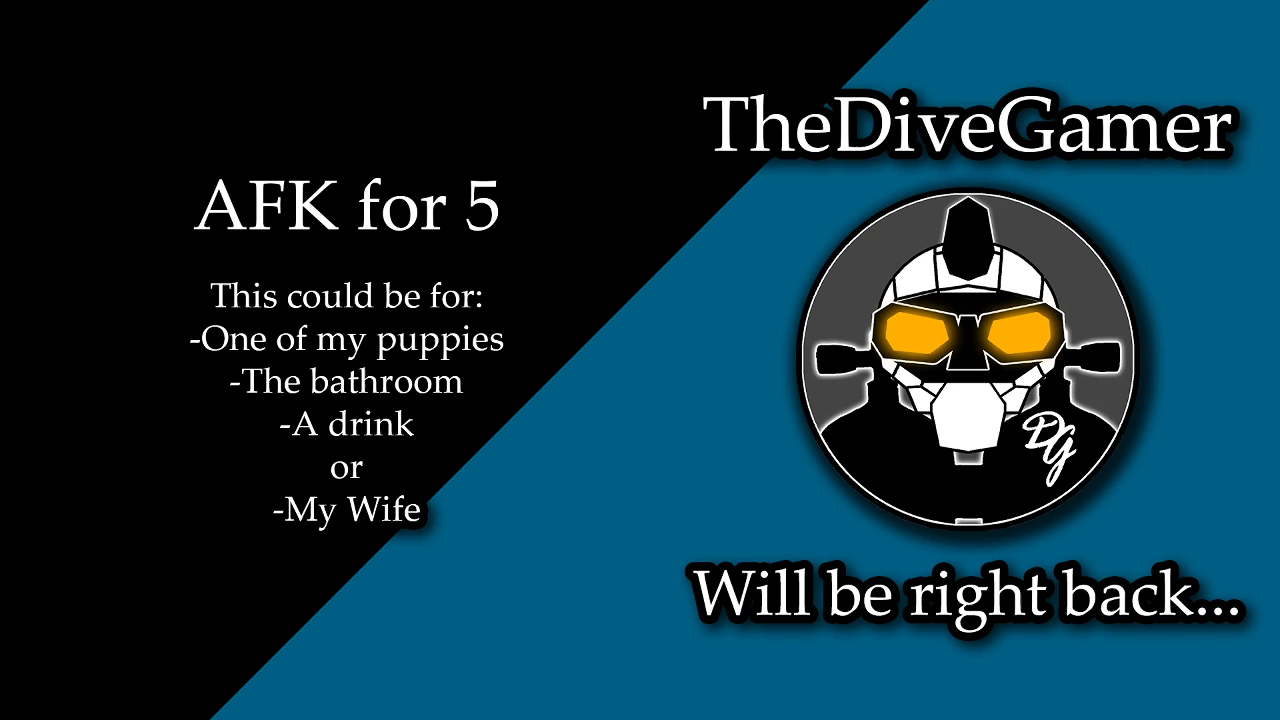 AFK for 5
This could be for:
-One of my puppies
-The bathroom
-A drink
or
-My Wife
TheDiveGamer
DG
Will be right back...